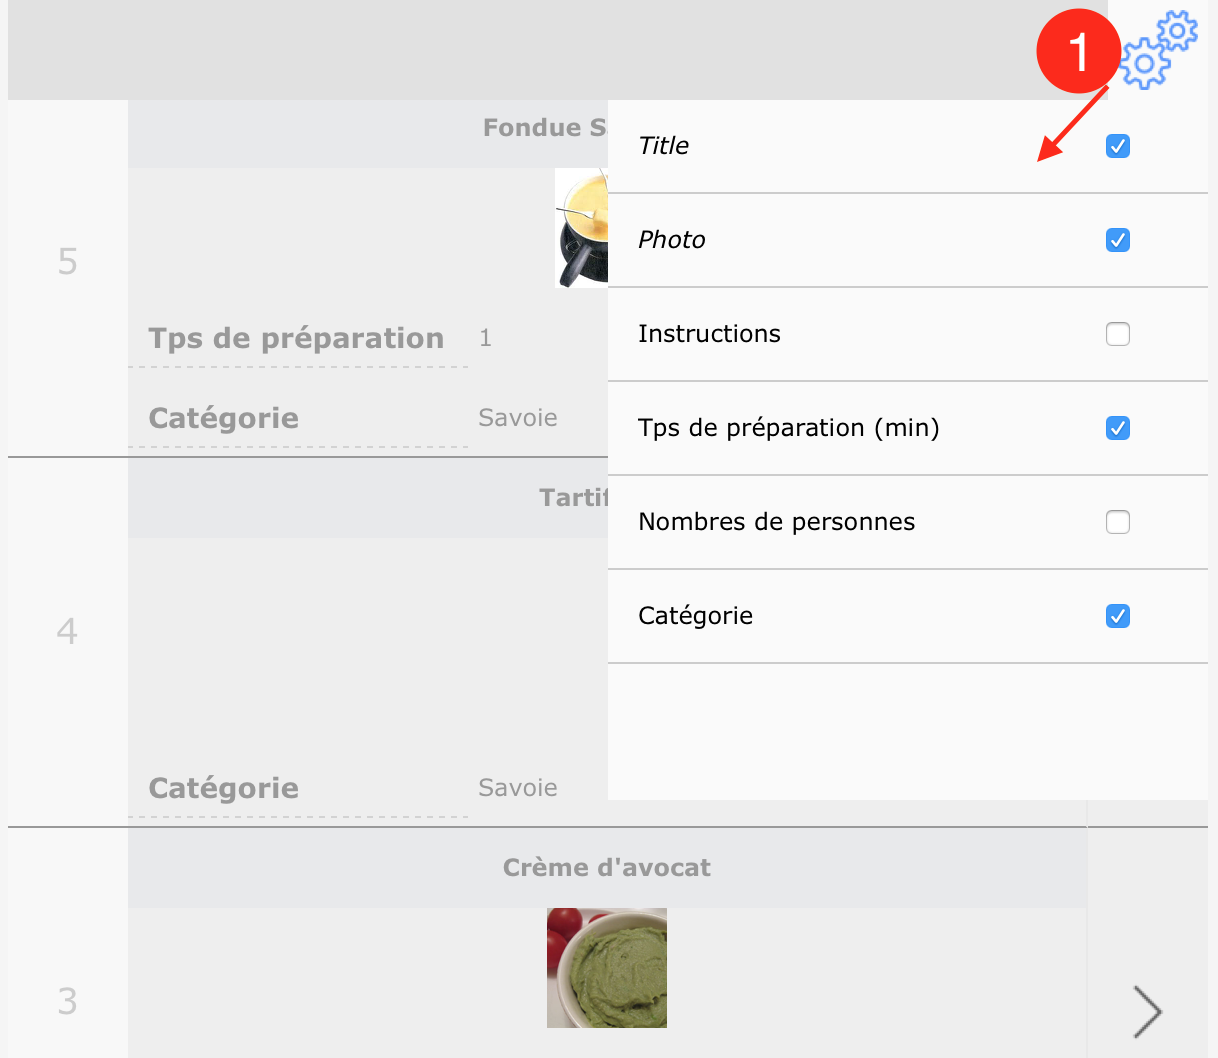 1
Fondue S
Title
Photo
5
Instructions
Tps de préparation 1
Catégorie Savoie
Tps de préparation (min)
Tartif
Nombres de personnes
4
Catégorie
Catégorie Savoie
Crème d'avocat
3